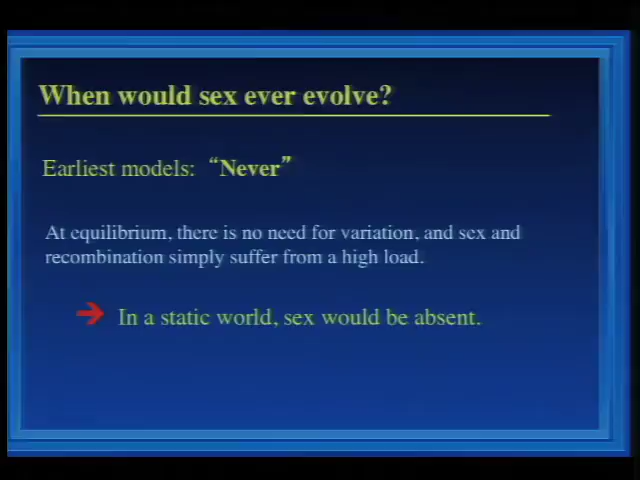 When would sex ever evolve?
Earliest models: “Never”
At equilibrium, there is no need for variation, and sex and
recombination simply suffer from a high load.
➔ In a static world, sex would be absent.